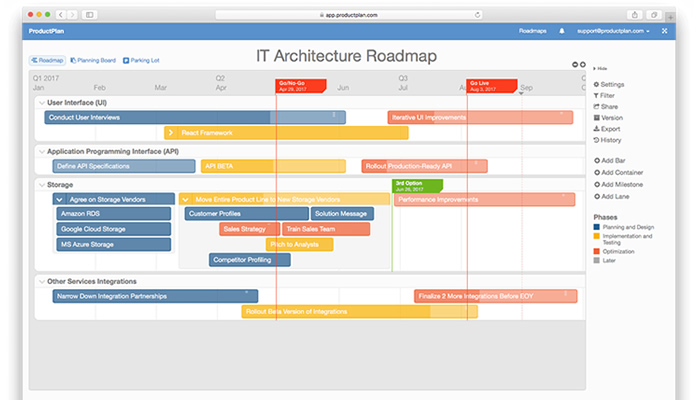 app.productplan.com
ProductPlan
Roadmaps
support@productplan.com
Roadmap
Planning Board
Parking Lot
IT Architecture Roadmap
Hide
Q1 2017
Q2
Q3
Jan
Feb
Mar
Apr
Jun
Sep
Go/No-Go
Apr 29, 2017
Go Live
Aug 3, 2017
User Interface (UI)
Conduct User Interviews
Iterative UI Improvements
React Framework
Application Programming Interface (API)
Define API Specifications
API BETA
Rollout Production-Ready API
Storage
3rd Option
Jun 26, 2017
Agree on Storage Vendors
Move Entire Product Line to New Storage Vendors
Performance Improvements
Amazon RDS
Customer Profiles
Solution Message
Google Cloud Storage
Sales Strategy
Train Sales Team
MS Azure Storage
Pitch to Analysts
Competitor Profiling
Other Services Integrations
Narrow Down Integration Partnerships
Finalize 2 More Integrations Before EOY
Rollout Beta Version of Integrations
Settings
Filter
Share
Version
Export
History
Add Bar
Add Container
Add Milestone
Add Lane
Phases
Planning and Design
Implementation and
Testing
Optimization
Later